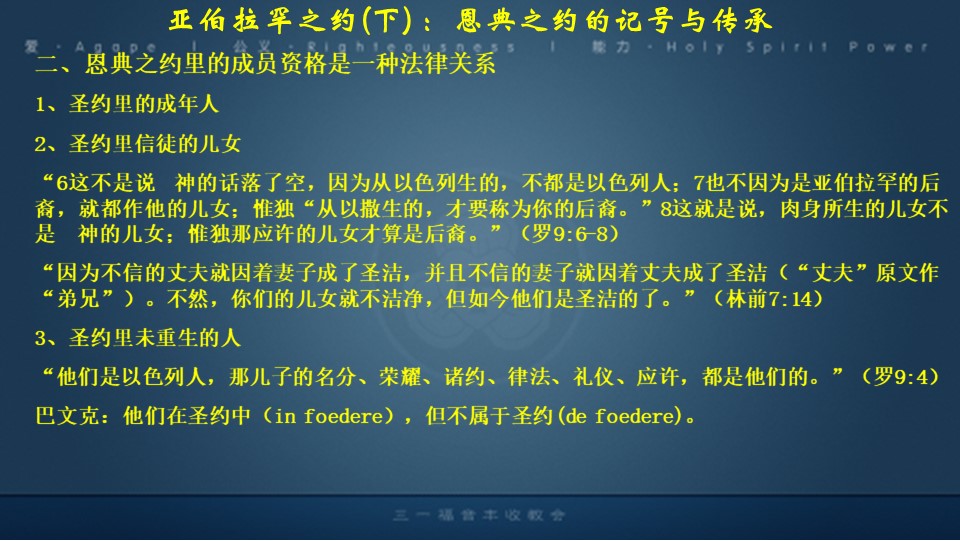 亚伯拉罕之约(下)：恩典之约的记号与传承
爱·Agape | 公义·Righteousness | 能力·Holy Spirit Power
二、恩典之约里的成员资格是一种法律关系
1、圣约里的成年人
2、圣约里信徒的儿女
“6这不是说　神的话落了空，因为从以色列生的，不都是以色列人；7也不因为是亚伯拉罕的后
裔，就都作他的儿女；惟独“从以撒生的，才要称为你的后裔。”8这就是说，肉身所生的儿女不
是　神的儿女；惟独那应许的儿女才算是后裔。”（罗9:6-8）
“因为不信的丈夫就因着妻子成了圣洁，并且不信的妻子就因着丈夫成了圣洁（“丈夫”原文作
“弟兄”）。不然，你们的儿女就不洁净，但如今他们是圣洁的了。”（林前7:14）
3、圣约里未重生的人
“他们是以色列人，那儿子的名分、荣耀、诸约、律法、礼仪、应许，都是他们的。”（罗9:4）
巴文克：他们在圣约中（in foedere），但不属于圣约(de foedere)。
三一福音丰收教会